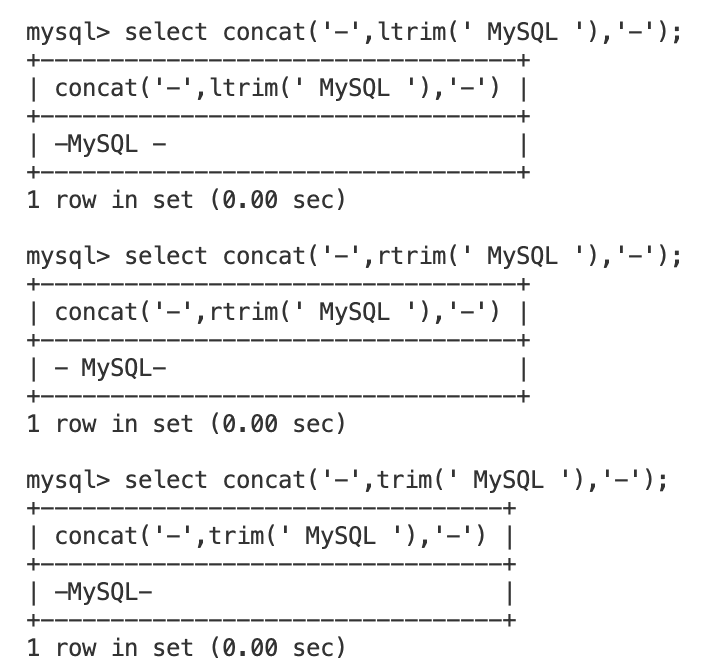 mysql> select concat('-',ltrim(' MySQL '),'-');
+----------------------------------+
| concat('-',ltrim(' MySQL '),'-') |
+----------------------------------+
| -MySQL -                         |
+----------------------------------+
1 row in set (0.00 sec)
mysql> select concat('-',rtrim(' MySQL '),'-');
+----------------------------------+
| concat('-',rtrim(' MySQL '),'-') |
+----------------------------------+
| - MySQL-                         |
+----------------------------------+
1 row in set (0.00 sec)
mysql> select concat('-',trim(' MySQL '),'-');
+---------------------------------+
| concat('-',trim(' MySQL '),'-') |
+---------------------------------+
| -MySQL-                         |
+---------------------------------+
1 row in set (0.00 sec)